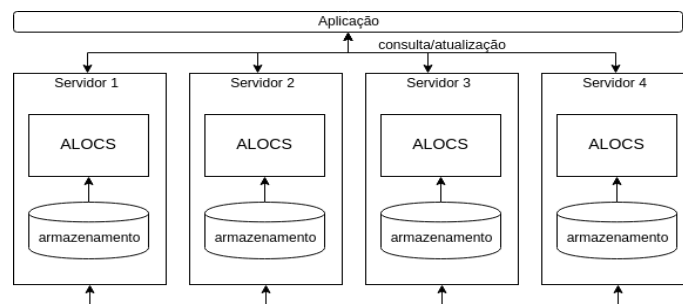 Aplicação
consulta/atualização
Servidor 1
Servidor 2
Servidor 3
Servidor 4
ALOCS
ALOCS
ALOCS
ALOCS
armazenamento
armazenamento
armazenamento
armazenamento